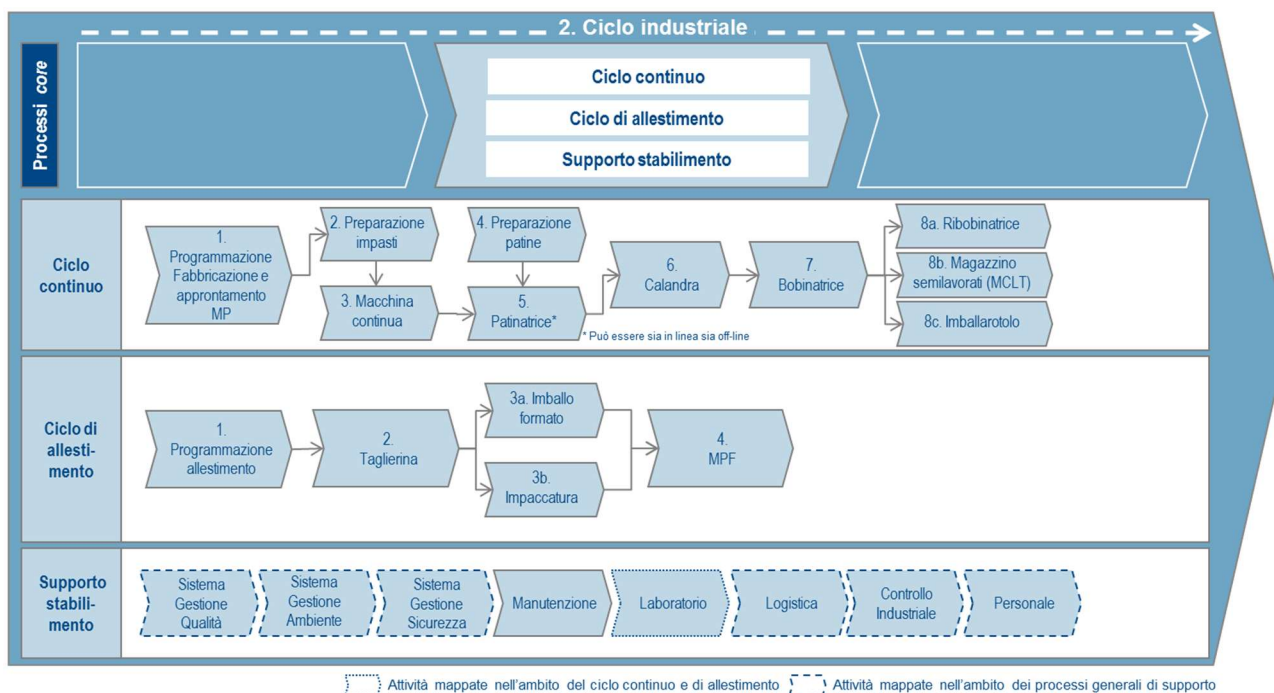 2. Ciclo industriale
Processi core
Ciclo continuo
Ciclo di allestimento
Supporto stabilimento
Ciclo
continuo
1.
Programmazione
Fabbricazione e
approntamento
MP
2. Preparazione
impasti
3. Macchina
continua
4. Preparazione
patine
5.
Patinatrice*
* Può essere sia in linea sia off-line
6.
Calandra
7.
Bobinatrice
8a. Ribobinatrice
8b. Magazzino
semilavorati (MCLT)
8c. Imballarotolo
Ciclo di
allesti-
mento
1.
Programmazione
allestimento
2.
Taglierina
3a. Imballo
formato
3b.
Impaccatura
4.
MPF
Supporto
stabili-
mento
Sistema
Gestione
Qualità
Sistema
Gestione
Ambiente
Sistema
Gestione
Sicurezza
Manutenzione
Laboratorio
Logistica
Controllo
Industriale
Personale
Attività mappate nell'ambito del ciclo continuo e di allestimento
Attività mappate nell'ambito dei processi generali di supporto